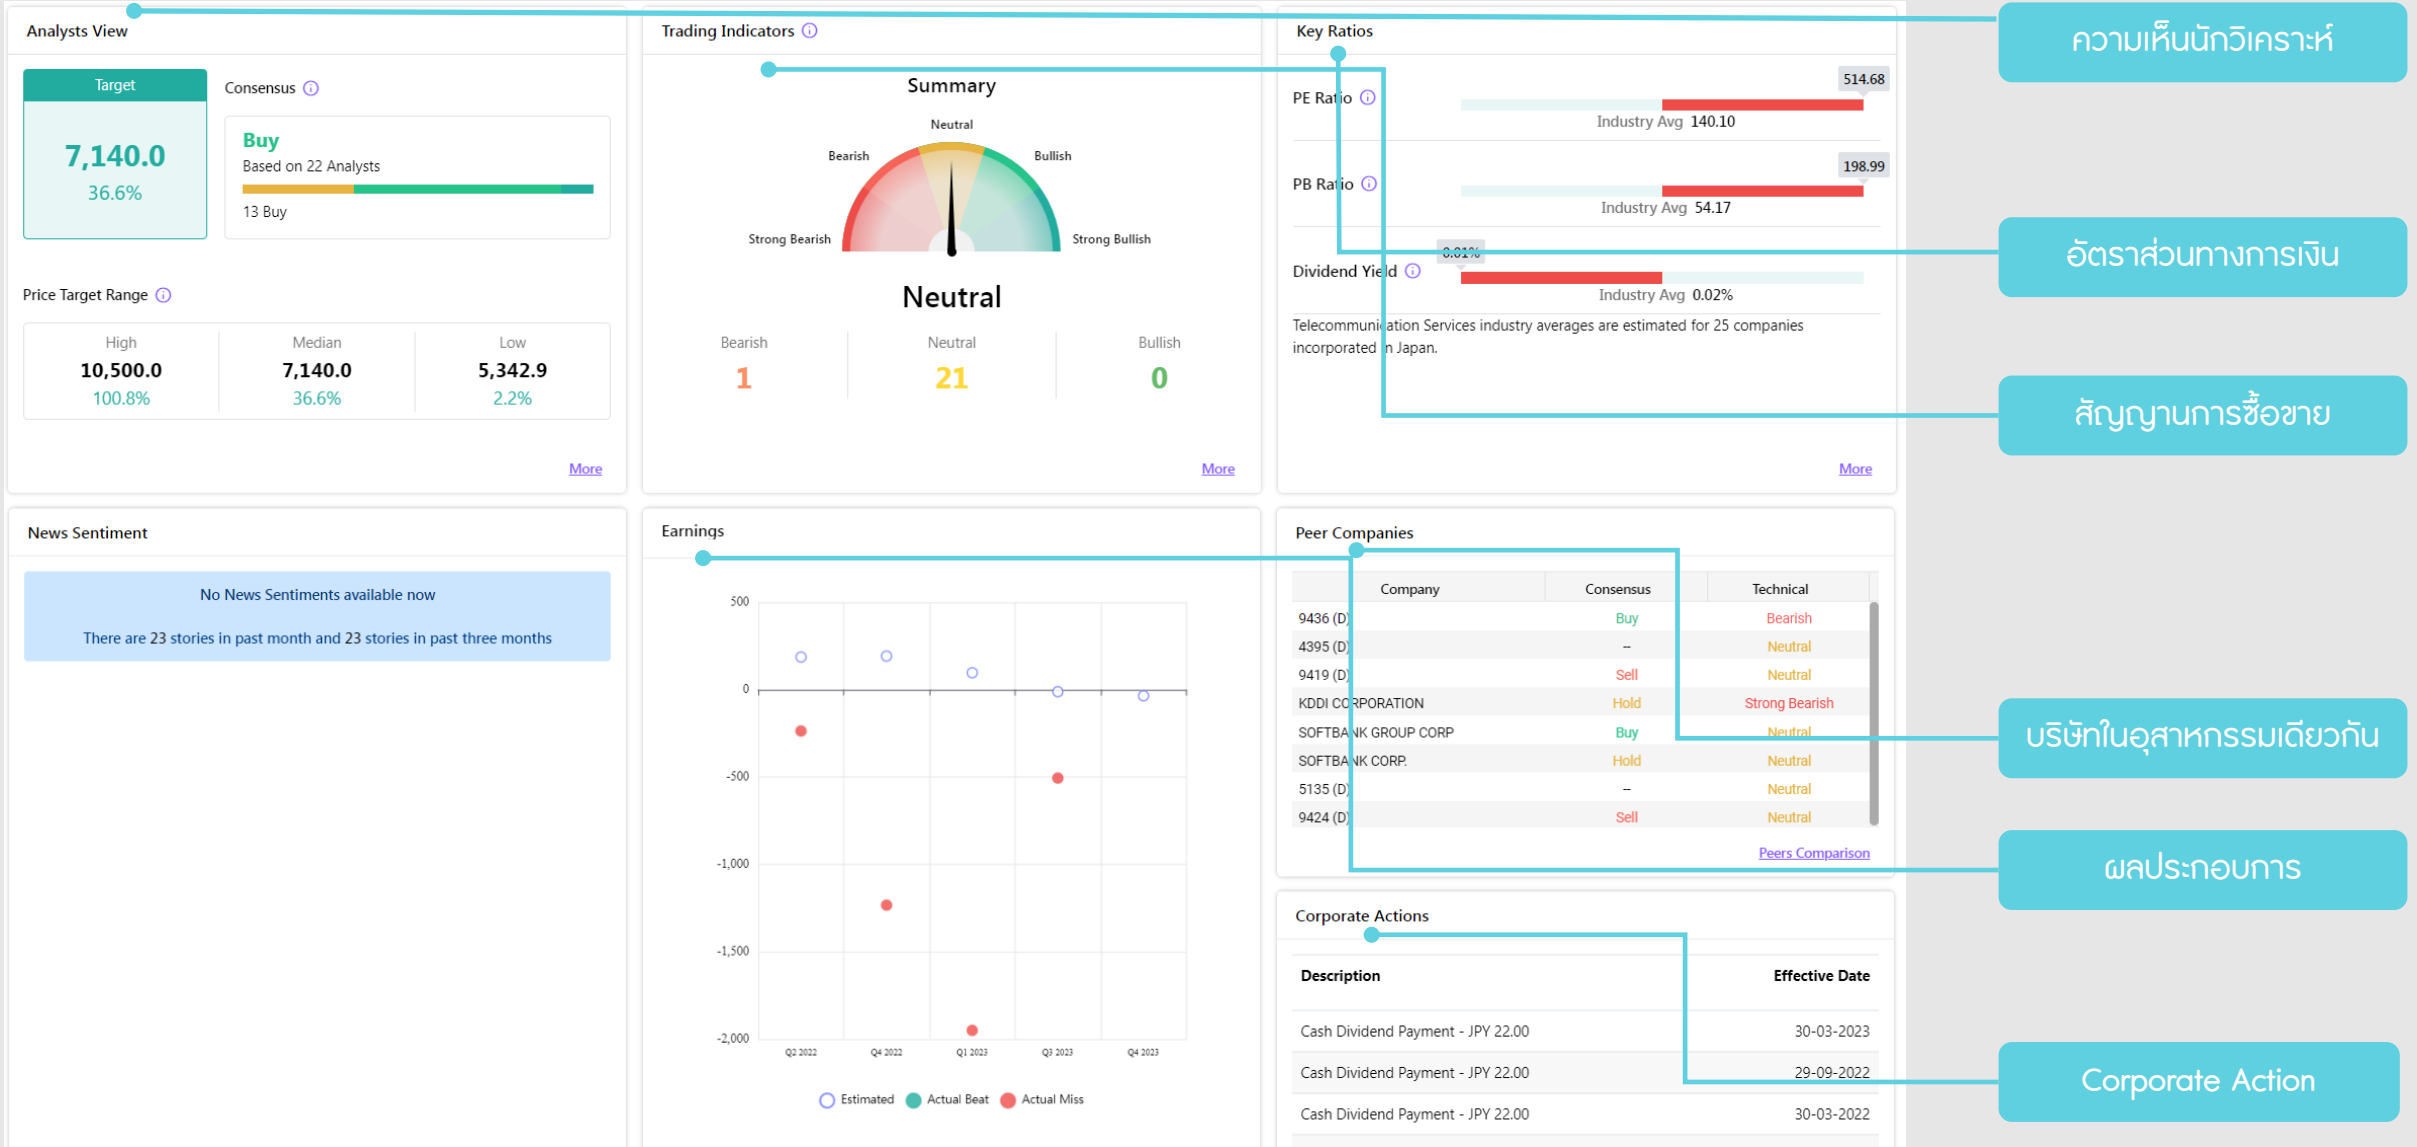 Analysts View
Target
7,140.0
36.6%
Consensus
Buy
Based on 22 Analysts
13 Buy
Price Target Range
High
10,500.0
100.8%
Median
7,140.0
36.6%
Low
5,342.9
2.2%
More
Trading Indicators
Summary
Neutral
Bearish
Bullish
Strong Bearish
Strong Bullish
Neutral
Bearish
1
Neutral
21
Bullish
0
More
Key Ratios
514.68
PE Ratio
Industry Avg 140.10
198.99
PB Ratio
Industry Avg 54.17
0.01%
Dividend Yield
Industry Avg 0.02%
Telecommunication Services industry averages are estimated for 25 companies
incorporated in Japan.
More
ความเห็นนักวิเคราะห์
อัตราส่วนทางการเงิน
สัญญานการซื้อขาย
News Sentiment
No News Sentiments available now
There are 23 stories in past month and 23 stories in past three months
Earnings
500
0
-500
-1,000
-1,500
-2,000
Q2 2022 Q4 2022 Q1 2023 Q3 2023 Q4 2023
Estimated Actual Beat Actual Miss
Peer Companies
Company Consensus Technical
9436 (D) Buy Bearish
4395 (D) -- Neutral
9419 (D) Sell Neutral
KDDI CORPORATION Hold Strong Bearish
SOFTBANK GROUP CORP Buy Neutral
SOFTBANK CORP. Hold Neutral
5135 (D) -- Neutral
9424 (D) Sell Neutral
Peers Comparison
Corporate Actions
Description Effective Date
Cash Dividend Payment - JPY 22.00 30-03-2023
Cash Dividend Payment - JPY 22.00 29-09-2022
Cash Dividend Payment - JPY 22.00 30-03-2022
บริษัทในอุสาหกรรมเดียวกัน
ผลประกอบการ
Corporate Action